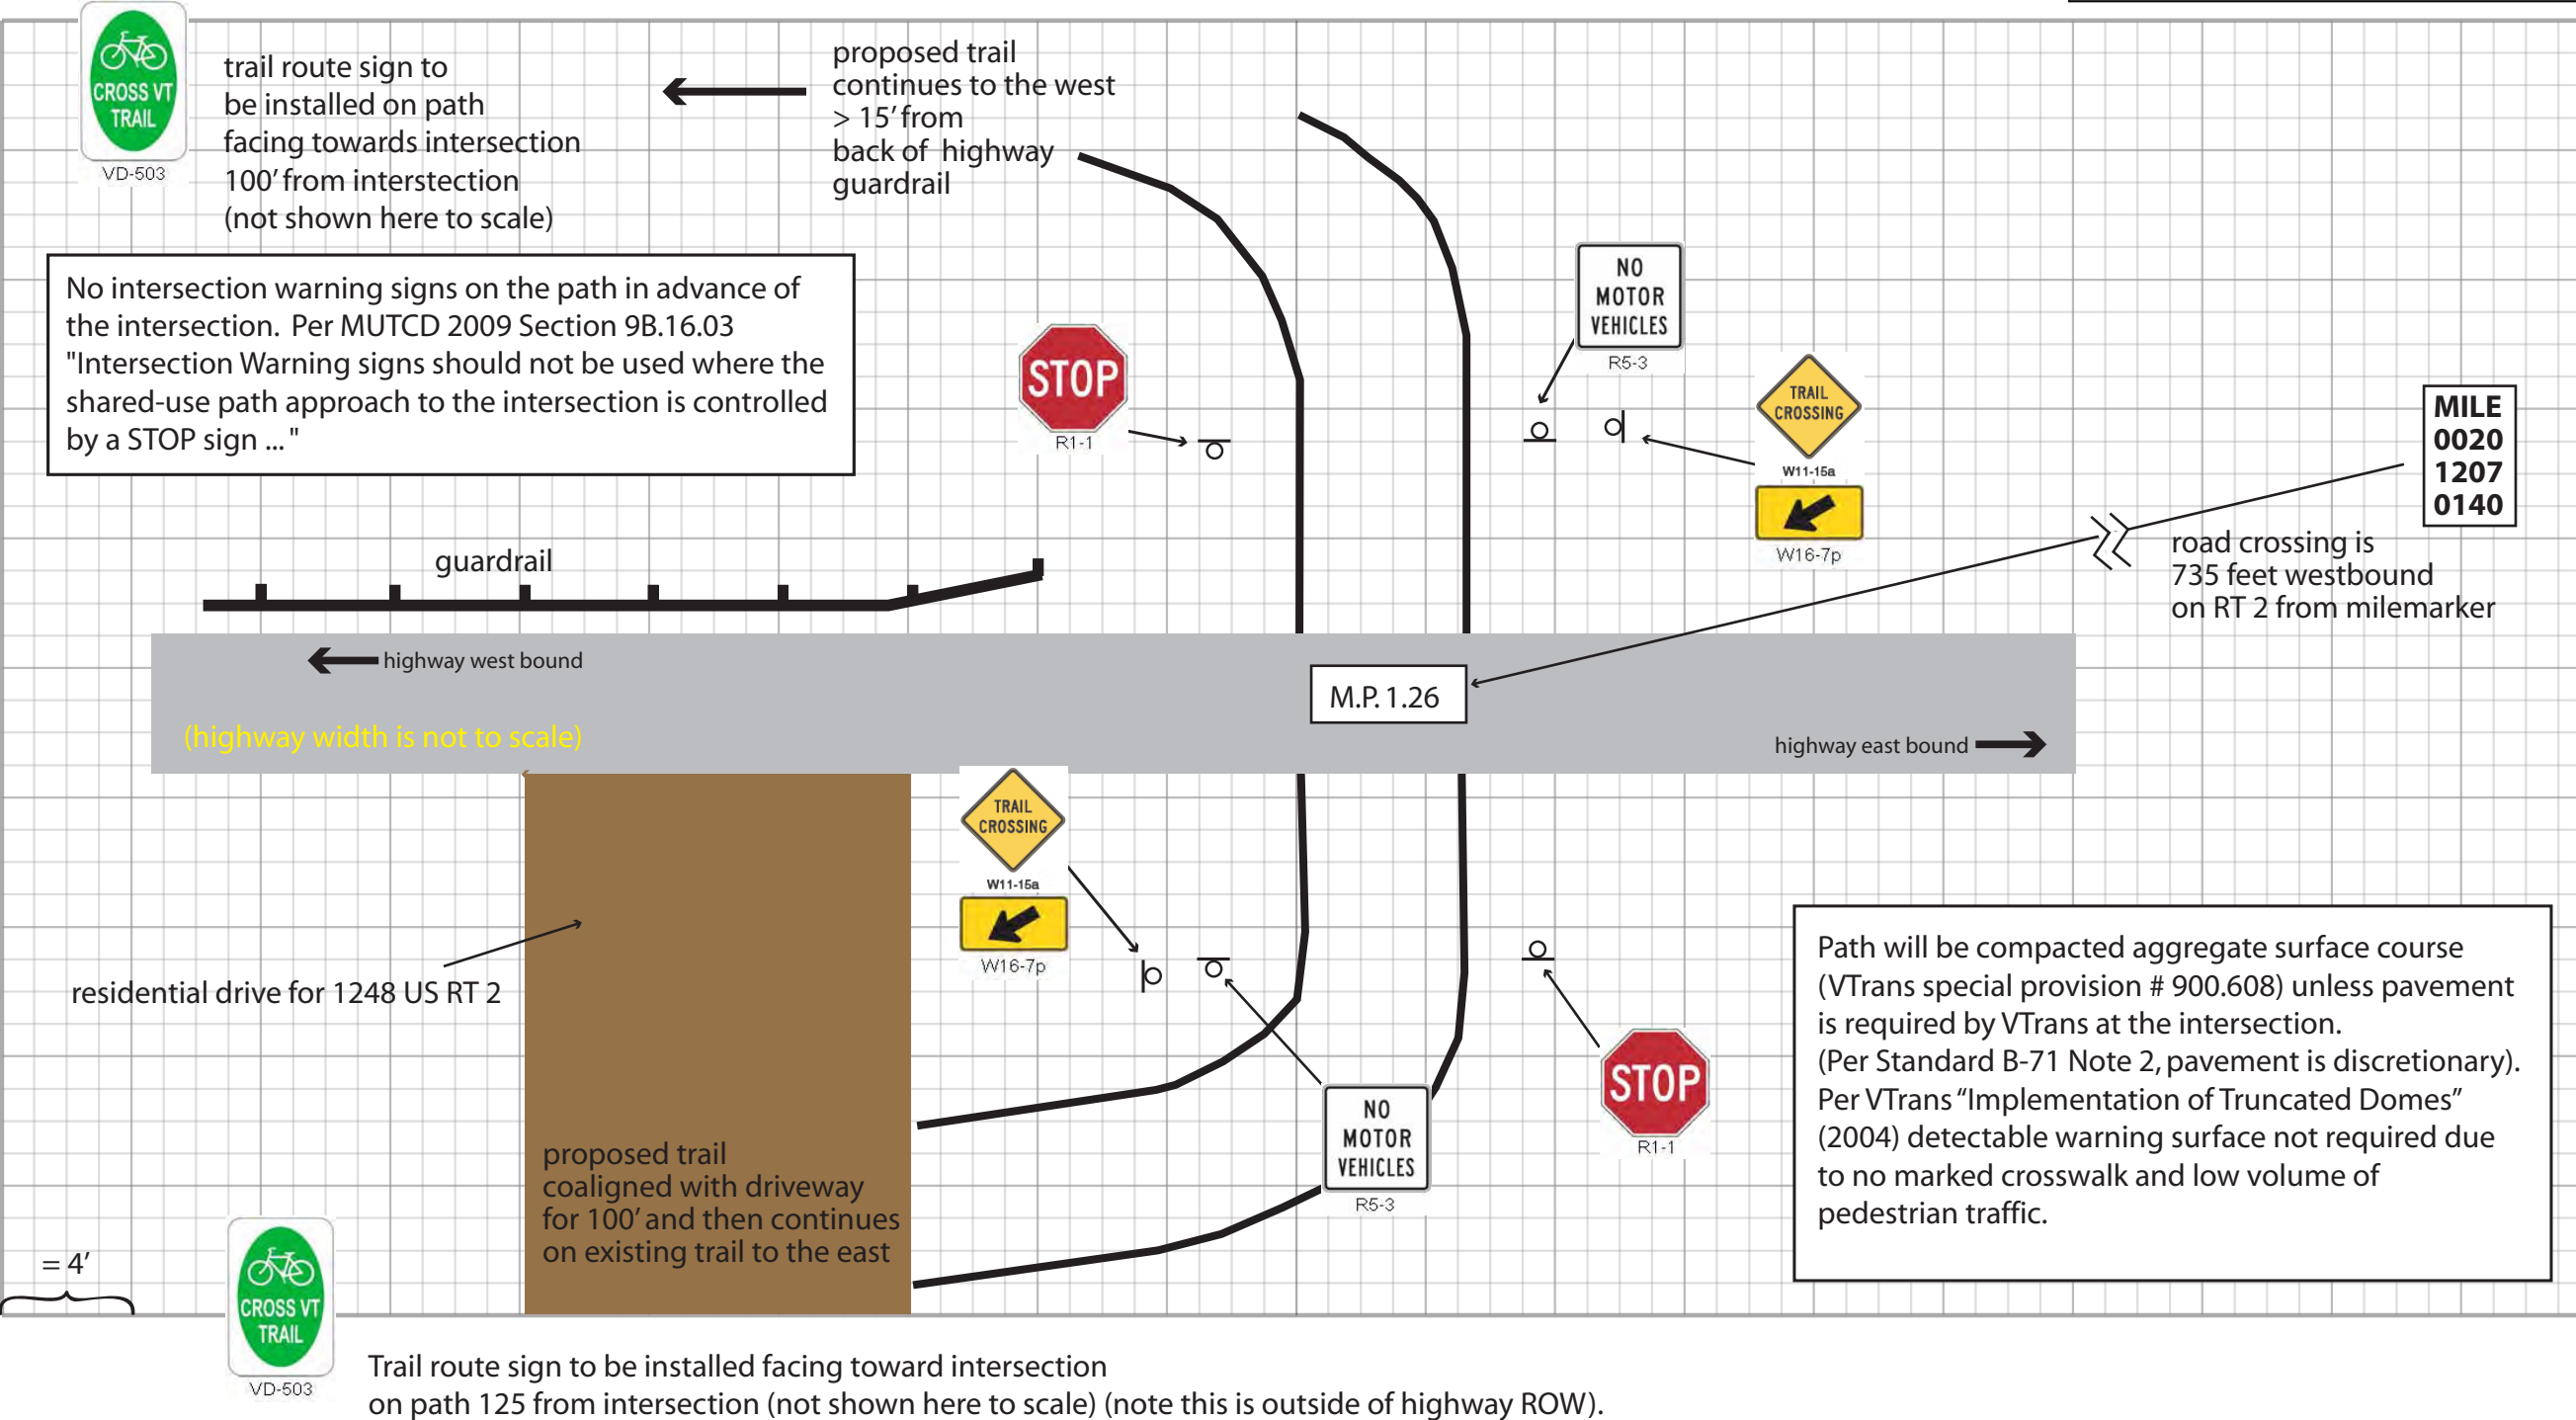 CROSS VT
TRAIL
VD-503
trail route sign to
be installed on path
facing towards intersection
100' from interstection
(not shown here to scale)
proposed trail
continues to the west
> 15' from
back of highway
guardrail
No intersection warning signs on the path in advance of
the intersection. Per MUTCD 2009 Section 9B.16.03
"Intersection Warning signs should not be used where the
shared-use path approach to the intersection is controlled
by a STOP sign ... "
STOP
R1-1
NO
MOTOR
VEHICLES
R5-3
TRAIL
CROSSING
W11-15a
W16-7p
MILE
0020
1207
0140
road crossing is
735 feet westbound
on RT 2 from milemarker
guardrail
highway west bound
(highway width is not to scale)
M.P. 1.26
highway east bound
TRAIL
CROSSING
W11-15a
W16-7p
residential drive for 1248 US RT 2
proposed trail
coaligned with driveway
for 100' and then continues
on existing trail to the east
NO
MOTOR
VEHICLES
R5-3
STOP
R1-1
Path will be compacted aggregate surface course
(VTrans special provision # 900.608) unless pavement
is required by VTrans at the intersection.
(Per Standard B-71 Note 2, pavement is discretionary).
Per VTrans “Implementation of Truncated Domes”
(2004) detectable warning surface not required due
to no marked crosswalk and low volume of
pedestrian traffic.
= 4'
CROSS VT
TRAIL
VD-503
Trail route sign to be installed facing toward intersection
on path 125 from intersection (not shown here to scale) (note this is outside of highway ROW).